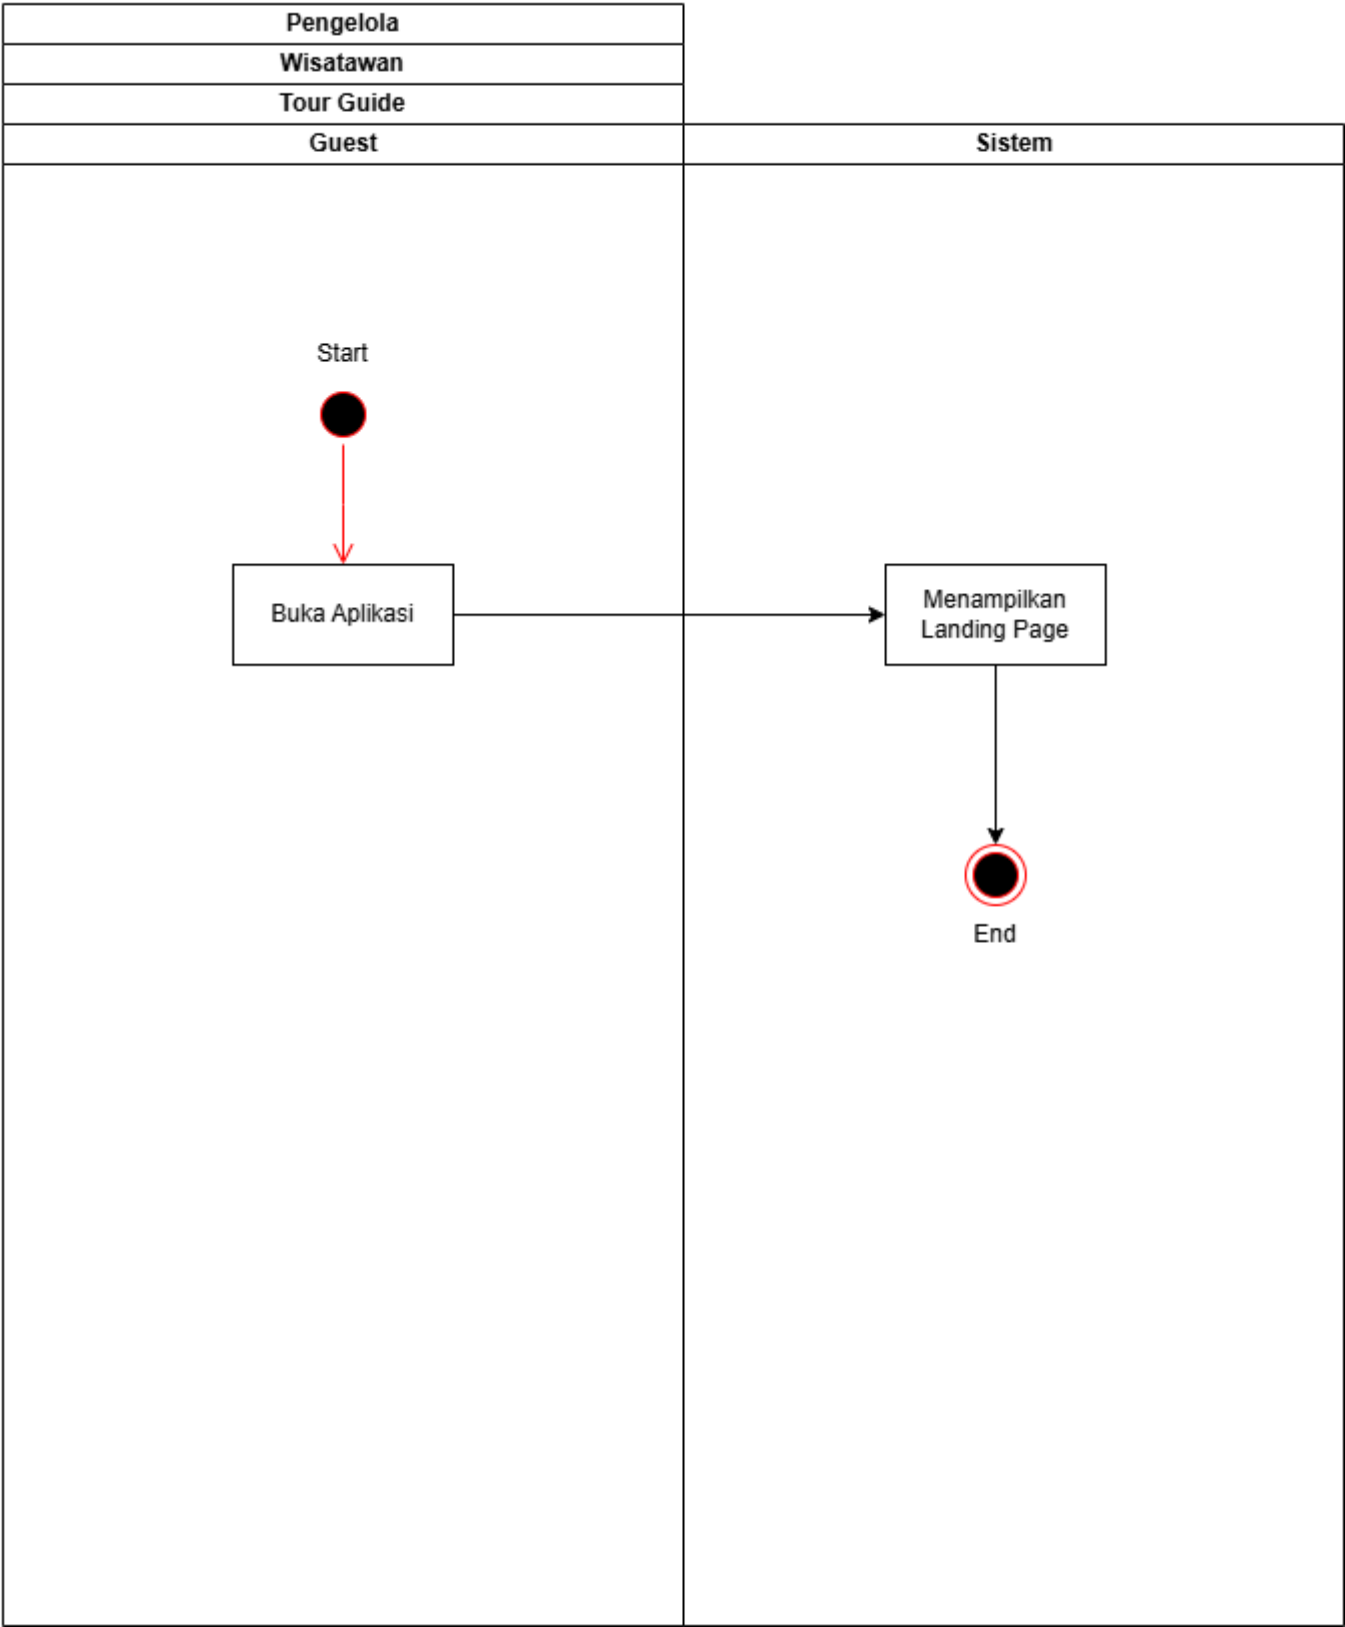 Pengelola
Wisatawan
Tour Guide
Guest
Sistem
Start
Buka Aplikasi
Menampilkan
Landing Page
End